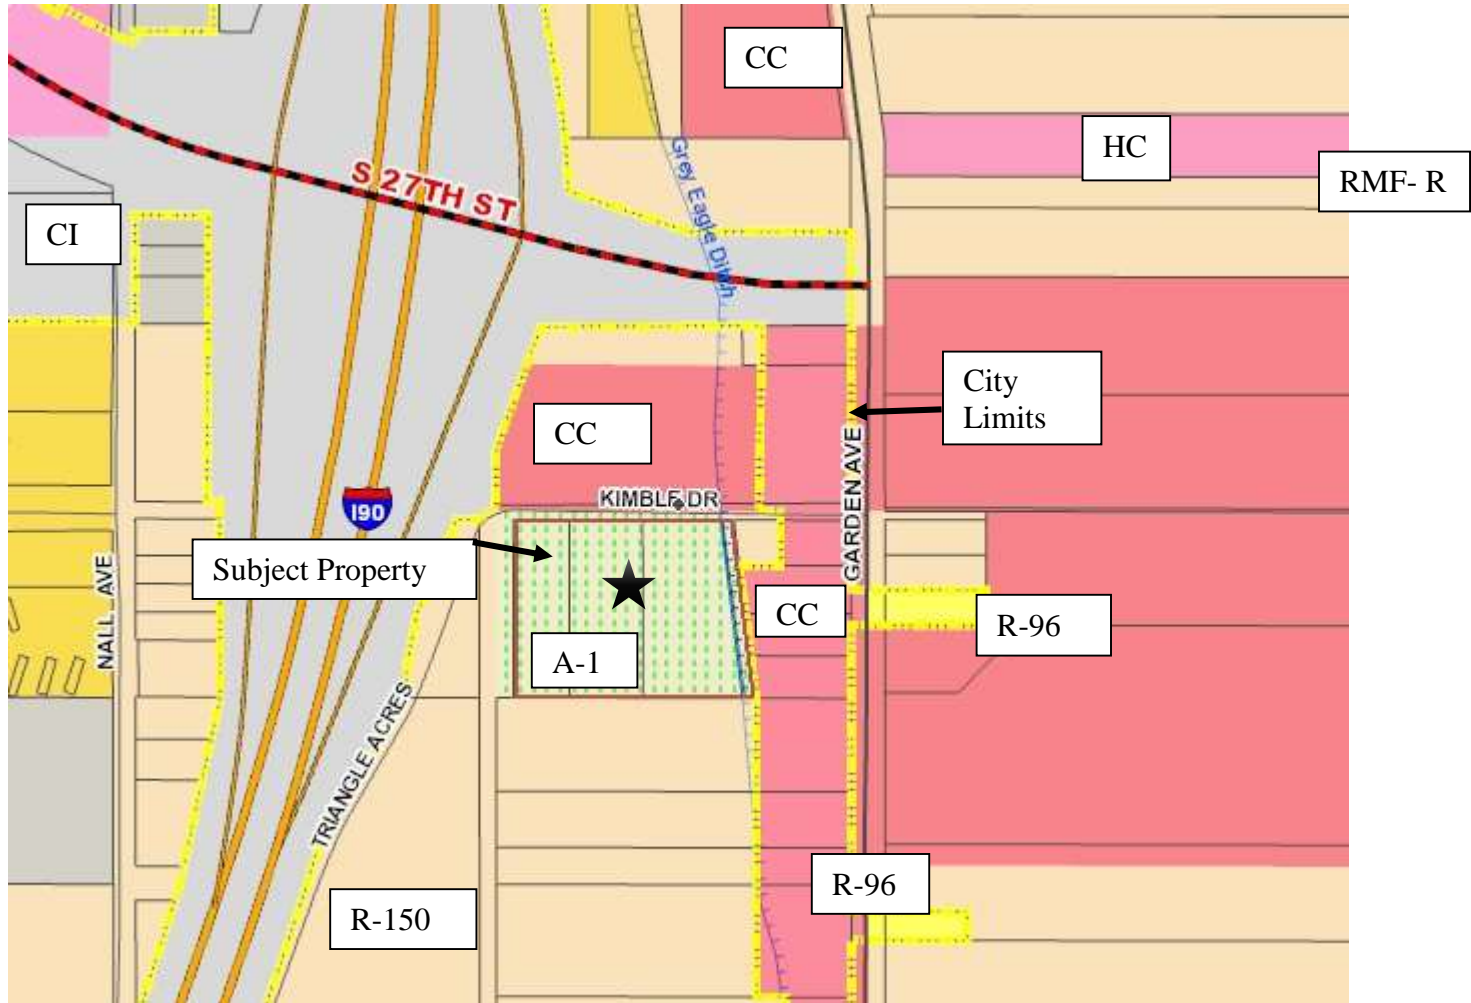 CC
HC
RMF- R
S 27TH ST
Grey Eagle Ditch
CI
City
Limits
CC
KIMBLE DR
GARDEN AVE
I90
Subject Property
NALL AVE
A-1
CC
R-96
TRIANGLE ACRES
R-96
R-150